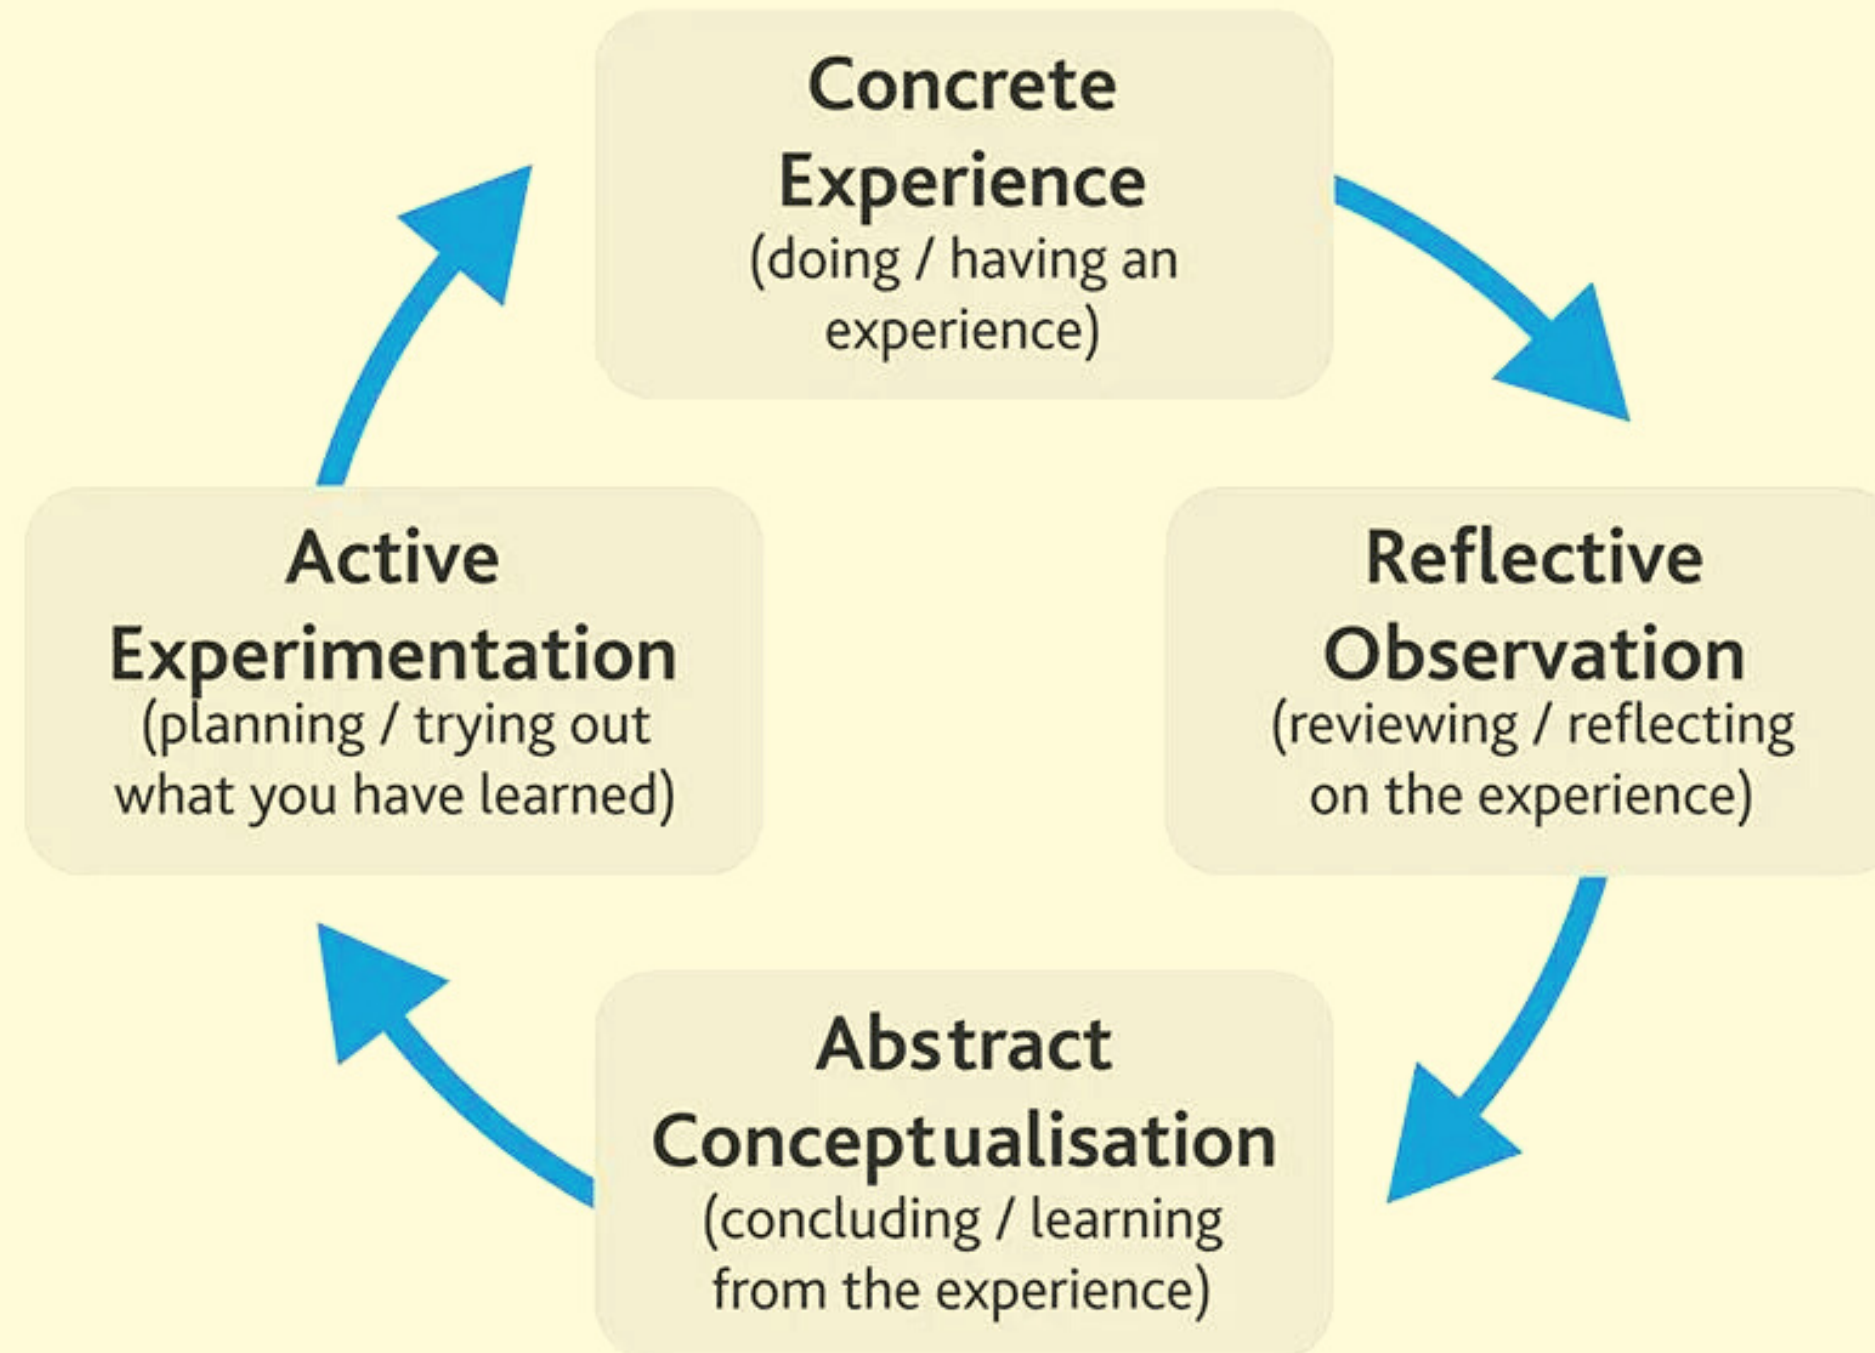 Concrete
Experience
(doing / having an
experience)
Reflective
Observation
(reviewing / reflecting
on the experience)
Abstract
Conceptualisation
(concluding / learning
from the experience)
Active
Experimentation
(planning / trying out
what you have learned)